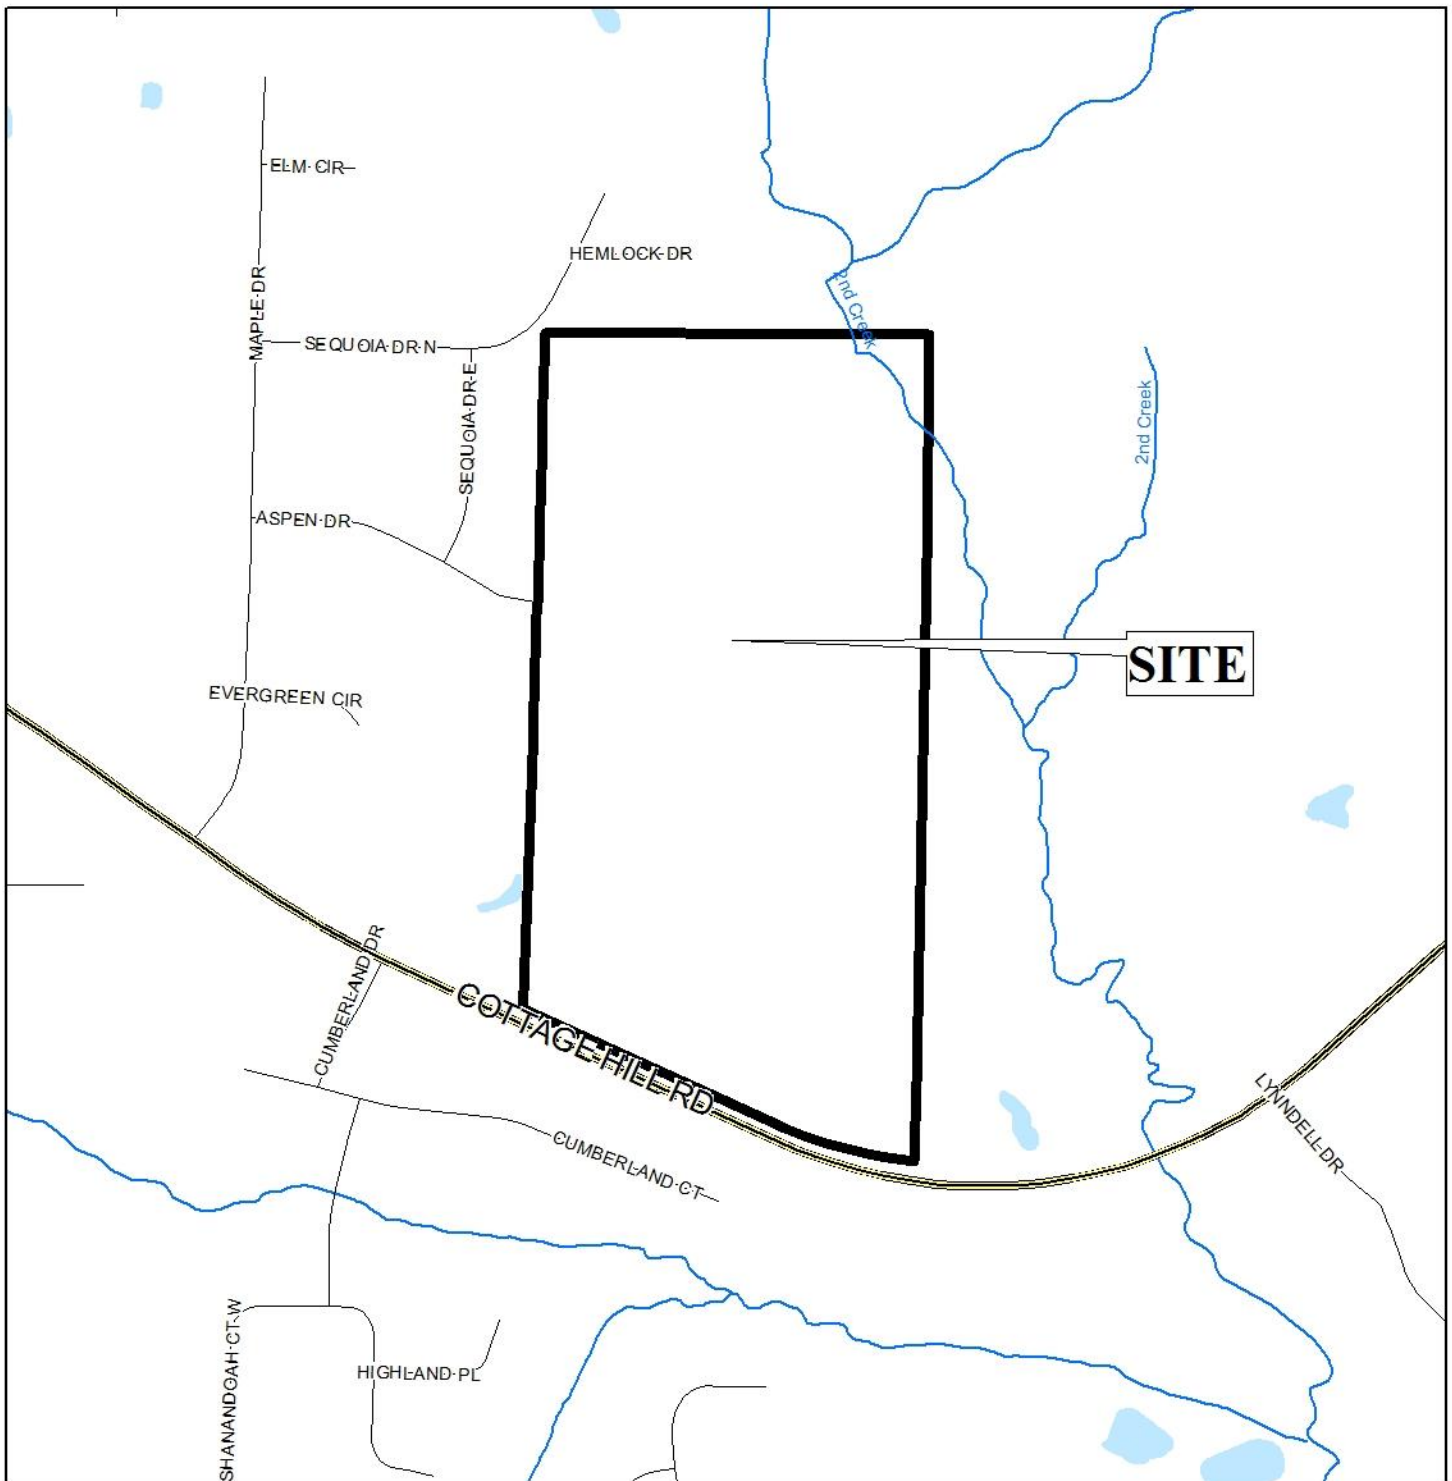 ELM CIR
HEMLOCK DR
MAPLE DR
2nd Creek
SEQUOIA DR N
SEQUOIA DR E
2nd Creek
ASPEN DR
SITE
EVERGREEN CIR
CUMBERLAND DR
COTTAGE HILL RD
LYNNDELL DR
CUMBERLAND CT
SHANANDOAH CT W
HIGHLAND PL